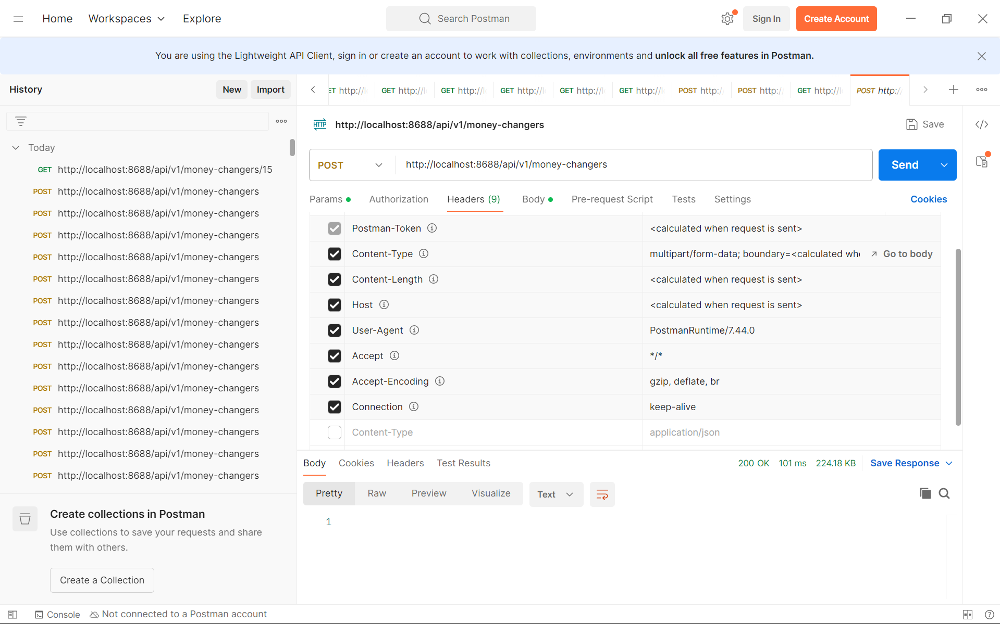 Home
Workspaces
Explore
Search Postman
Sign In
Create Account
You are using the Lightweight API Client, sign in or create an account to work with collections, environments and unlock all free features in Postman.
History
New
Import
ET http://l
GET http://l
GET http://l
GET http://l
GET http://l
GET http://l
POST http:/
POST http:/
GET http://l
POST http:/
Today
GET http://localhost:8688/api/v1/money-changers/15
POST http://localhost:8688/api/v1/money-changers
POST http://localhost:8688/api/v1/money-changers
POST http://localhost:8688/api/v1/money-changers
POST http://localhost:8688/api/v1/money-changers
POST http://localhost:8688/api/v1/money-changers
POST http://localhost:8688/api/v1/money-changers
POST http://localhost:8688/api/v1/money-changers
POST http://localhost:8688/api/v1/money-changers
POST http://localhost:8688/api/v1/money-changers
POST http://localhost:8688/api/v1/money-changers
POST http://localhost:8688/api/v1/money-changers
POST http://localhost:8688/api/v1/money-changers
POST http://localhost:8688/api/v1/money-changers
POST http://localhost:8688/api/v1/money-changers
Create collections in Postman
Use collections to save your requests and share
them with others.
Create a Collection
HTTP http://localhost:8688/api/v1/money-changers
Save
POST
http://localhost:8688/api/v1/money-changers
Send
Params
Authorization
Headers (9)
Body
Pre-request Script
Tests
Settings
Cookies
Postman-Token <calculated when request is sent>
Content-Type multipart/form-data; boundary=<calculated whe Go to body
Content-Length <calculated when request is sent>
Host <calculated when request is sent>
User-Agent PostmanRuntime/7.44.0
Accept */*
Accept-Encoding gzip, deflate, br
Connection keep-alive
Content-Type application/json
Body
Cookies
Headers
Test Results
200 OK
101 ms
224.18 KB
Save Response
Pretty
Raw
Preview
Visualize
Text
1
Console
Not connected to a Postman account